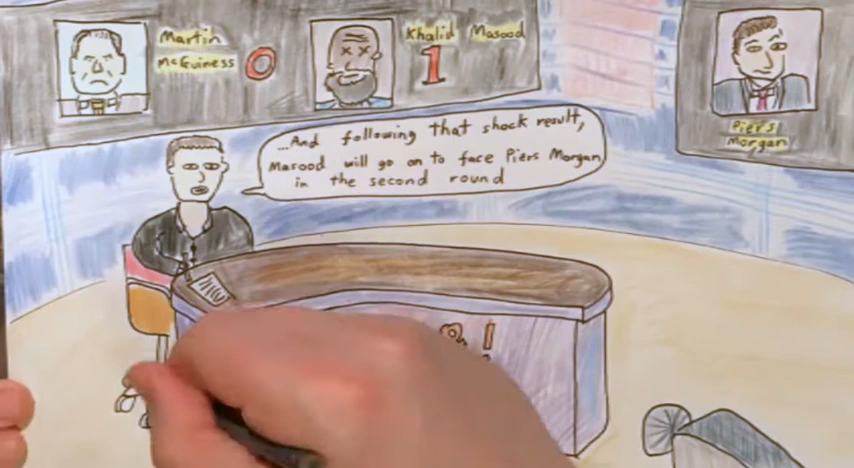 Martin
McGuiness 0
Khalid Masood
1
Piers
Morgan
...And following that shock result,
Masood will go on to face Piers Morgan
in the second round